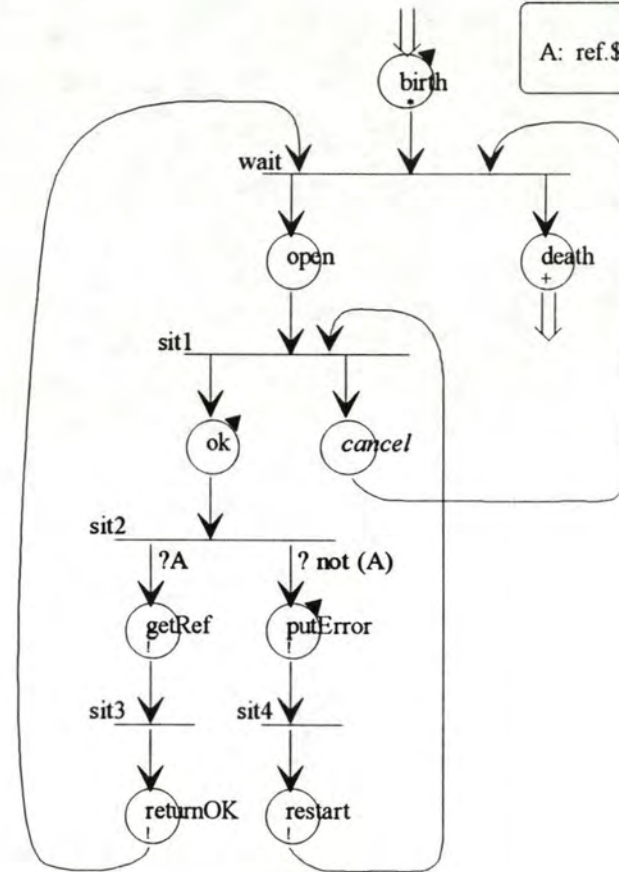 A: ref.$
birth
*
wait
open
death
+
sit1
ok
cancel
sit2
?A
? not (A)
getRef
!
putError
!
sit3
sit4
returnOK
!
restart
!